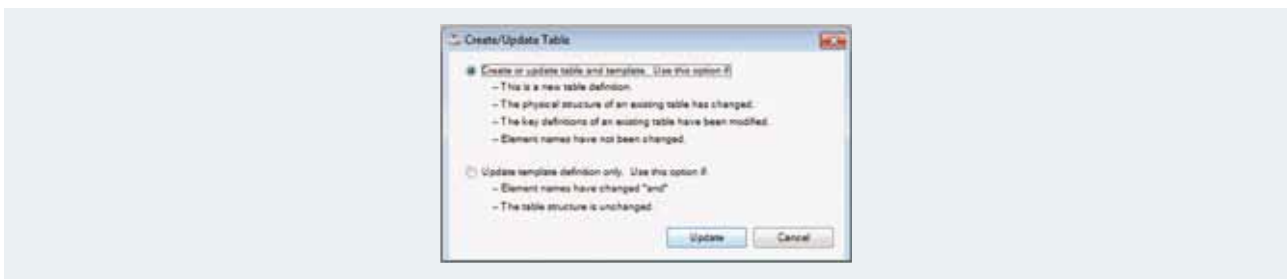 Create/Update Table
Create or update table and template. Use this option if:
-- This is a new table definition.
-- The physical structure of an existing table has changed.
-- The key definitions of an existing table have been modified.
-- Element names have not been changed.
Update template definition only. Use this option if:
-- Element names have changed "and"
-- The table structure is unchanged.
Update
Cancel